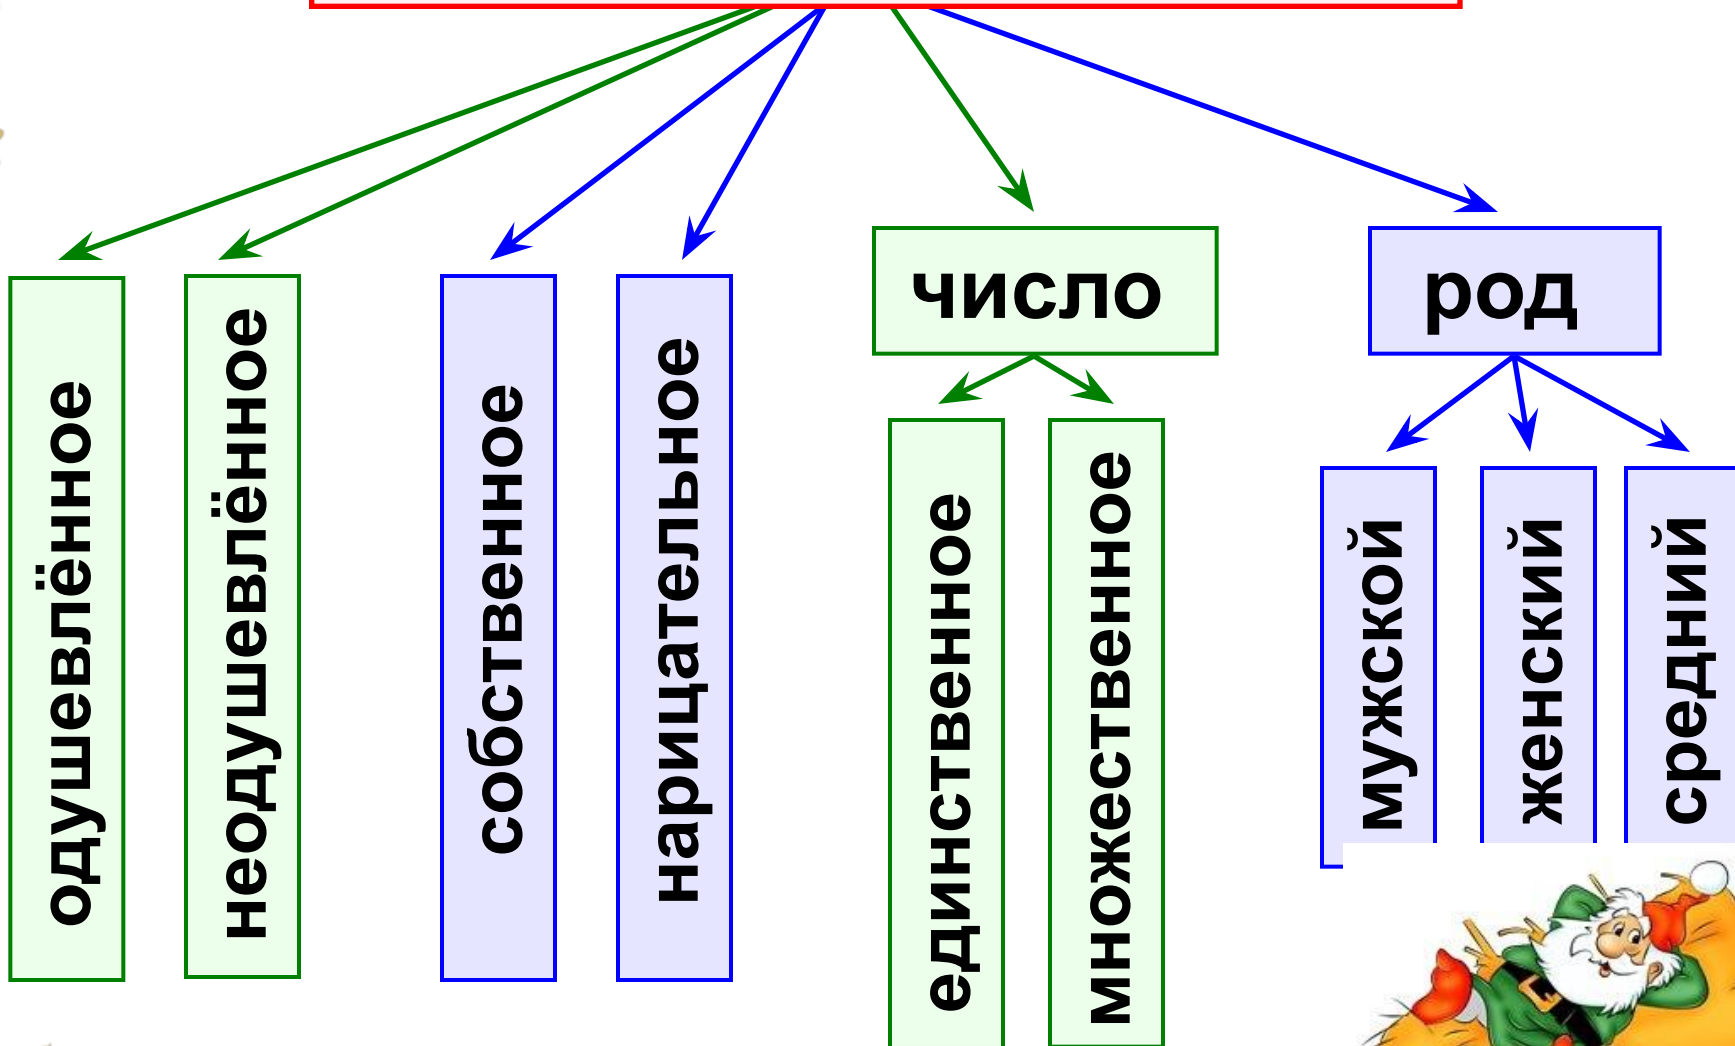 одушевлённое
неодушевлённое
собственное
нарицательное
число
единственное
множественное
род
мужской
женский
средний